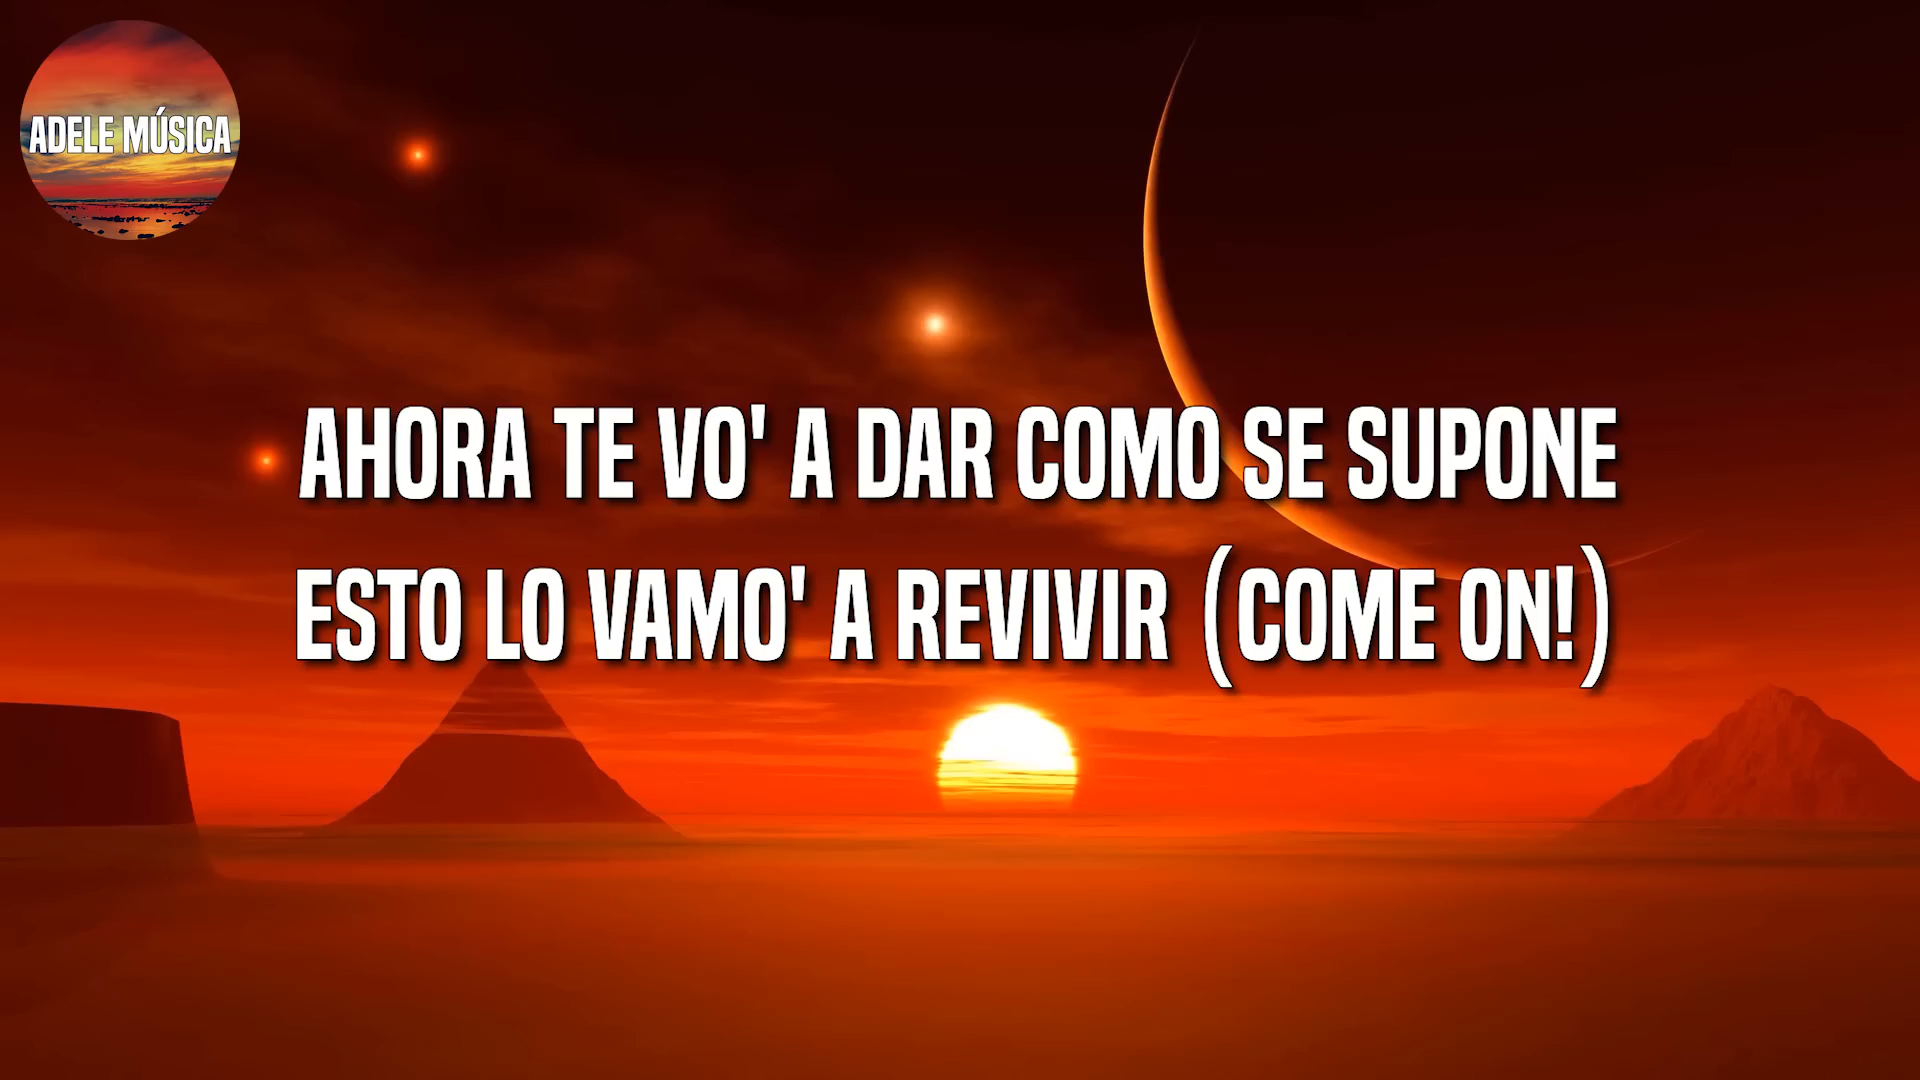 ADELE MÚSICA
AHORA TE VO' A DAR COMO SE SUPONE
ESTO LO VAMO' A REVIVIR (COME ON!)